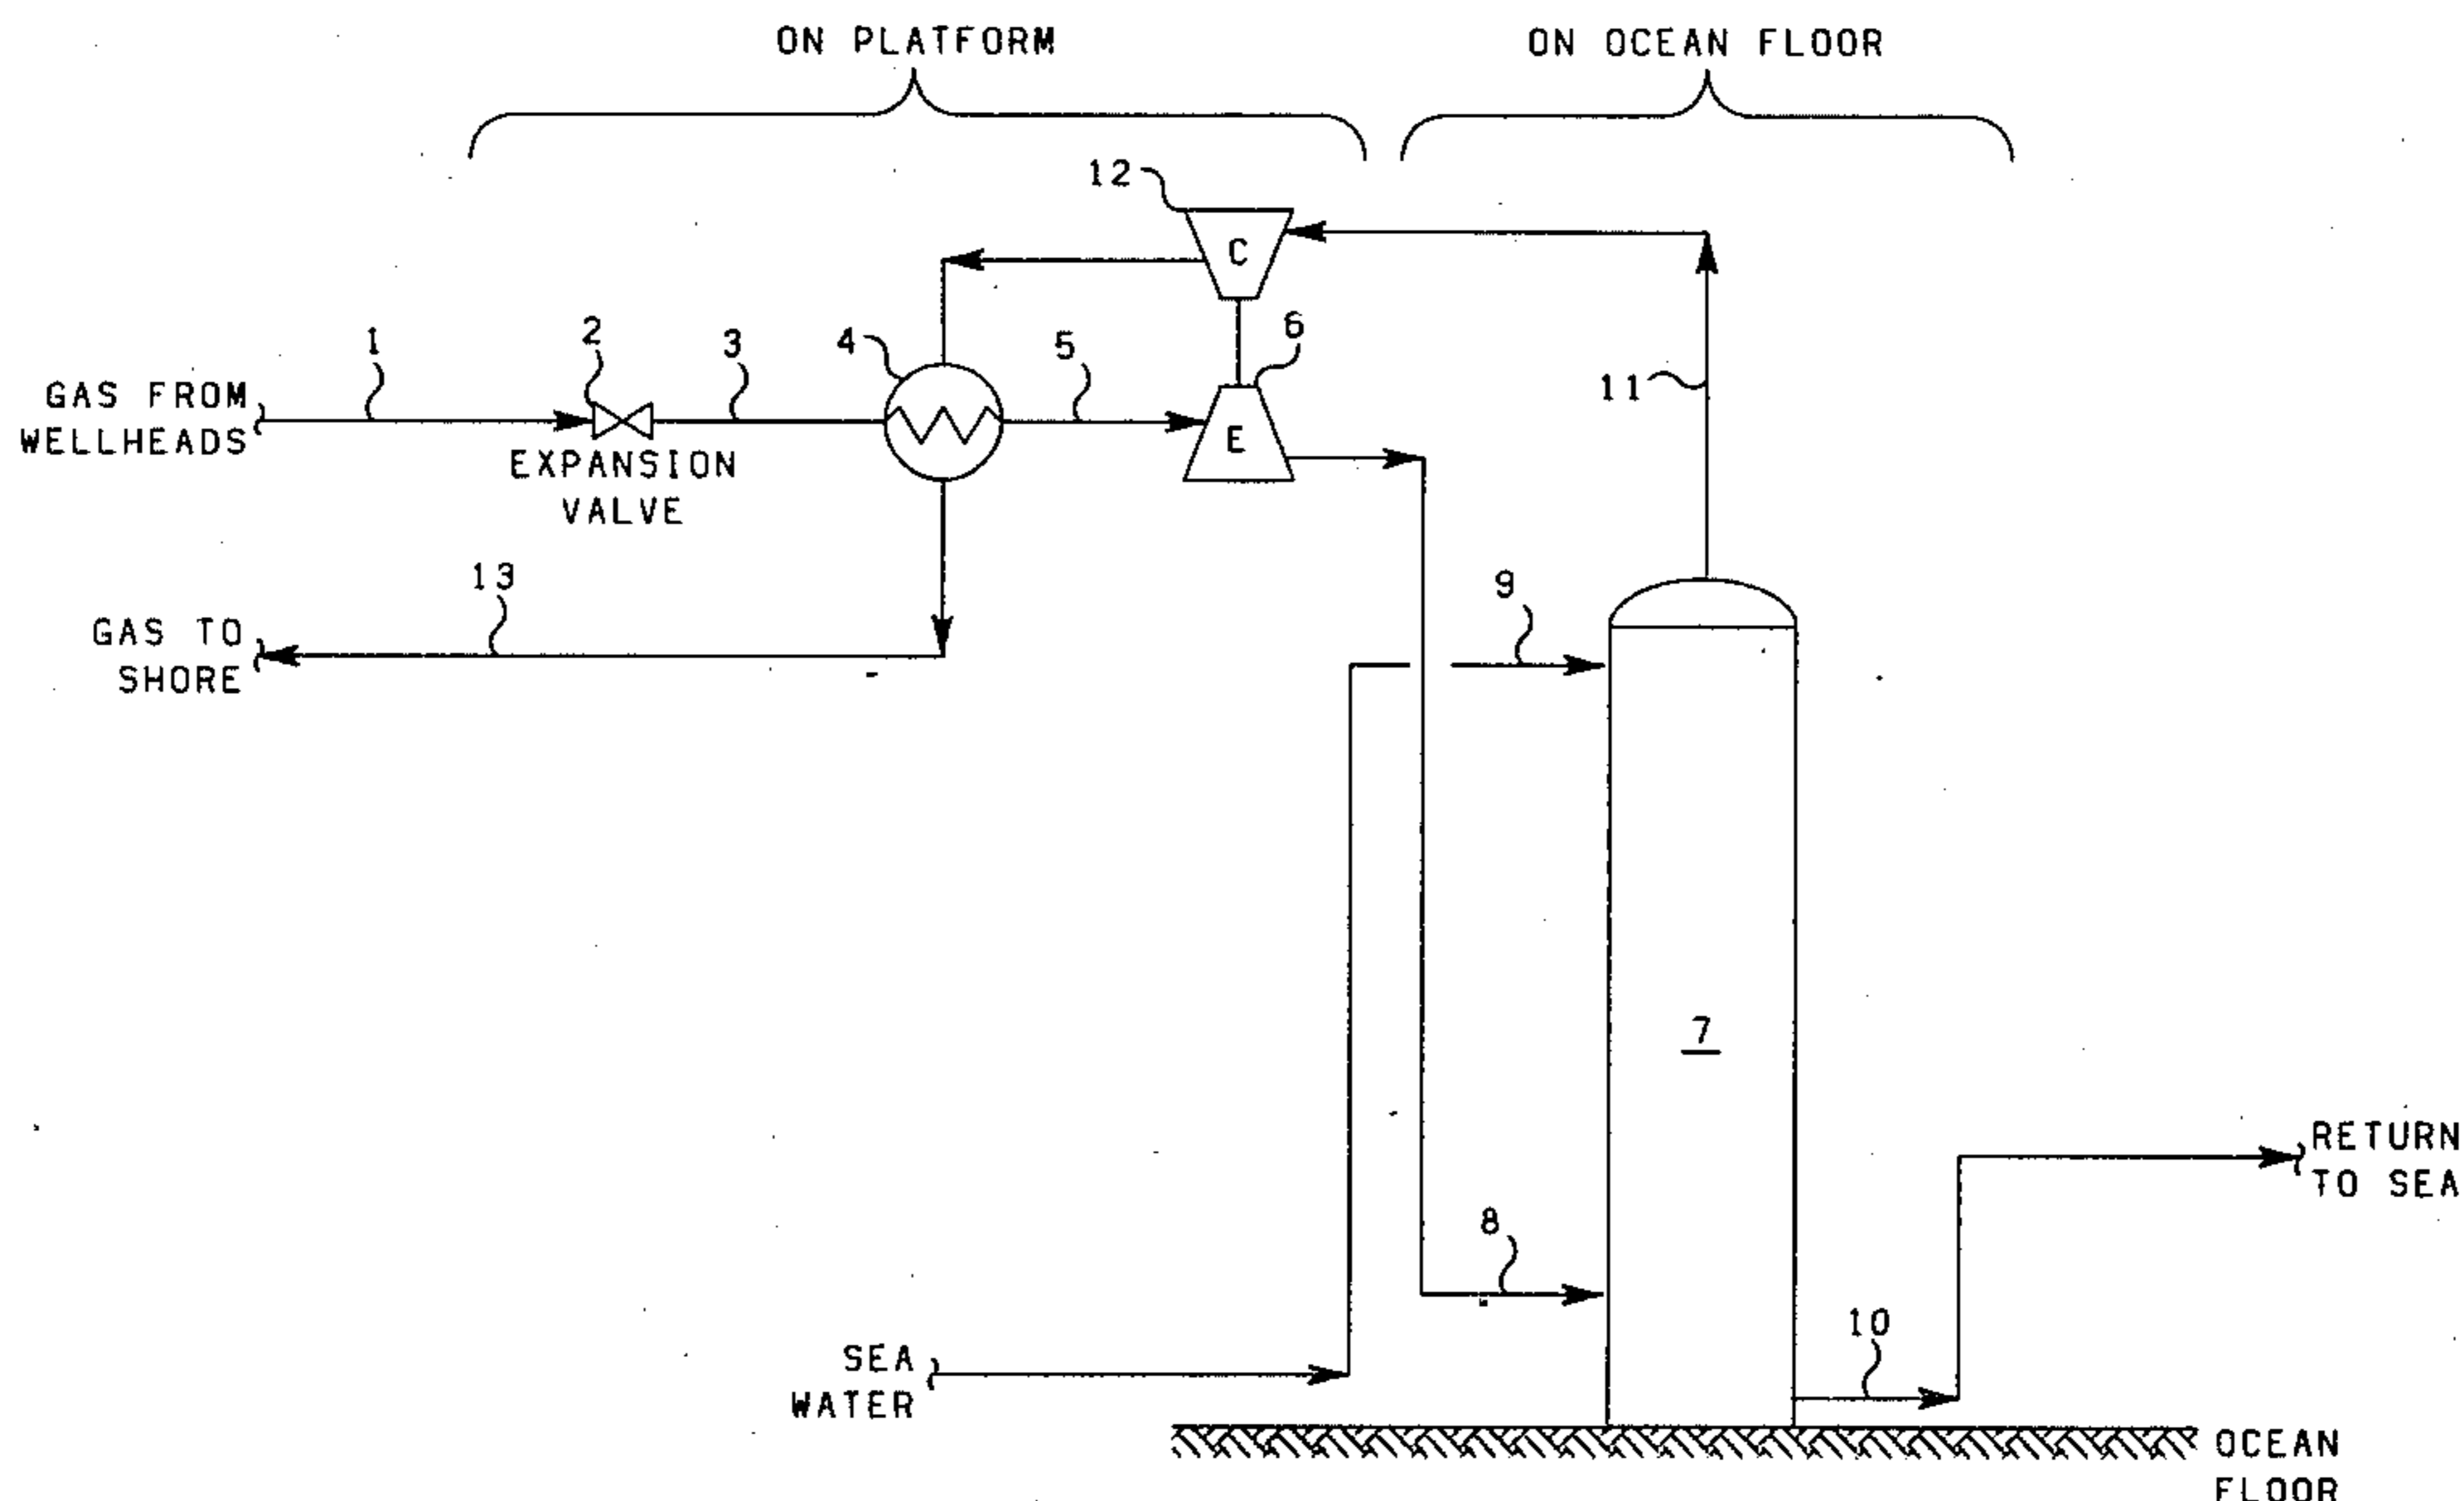 ON PLATFORM
ON OCEAN FLOOR
12
C
1
2
3
4
5
6
11
GAS FROM
WELLHEADS
E
EXPANSION
VALVE
13
9
GAS TO
SHORE
7
RETURN
TO SEA
8
10
SEA
WATER
OCEAN
FLOOR